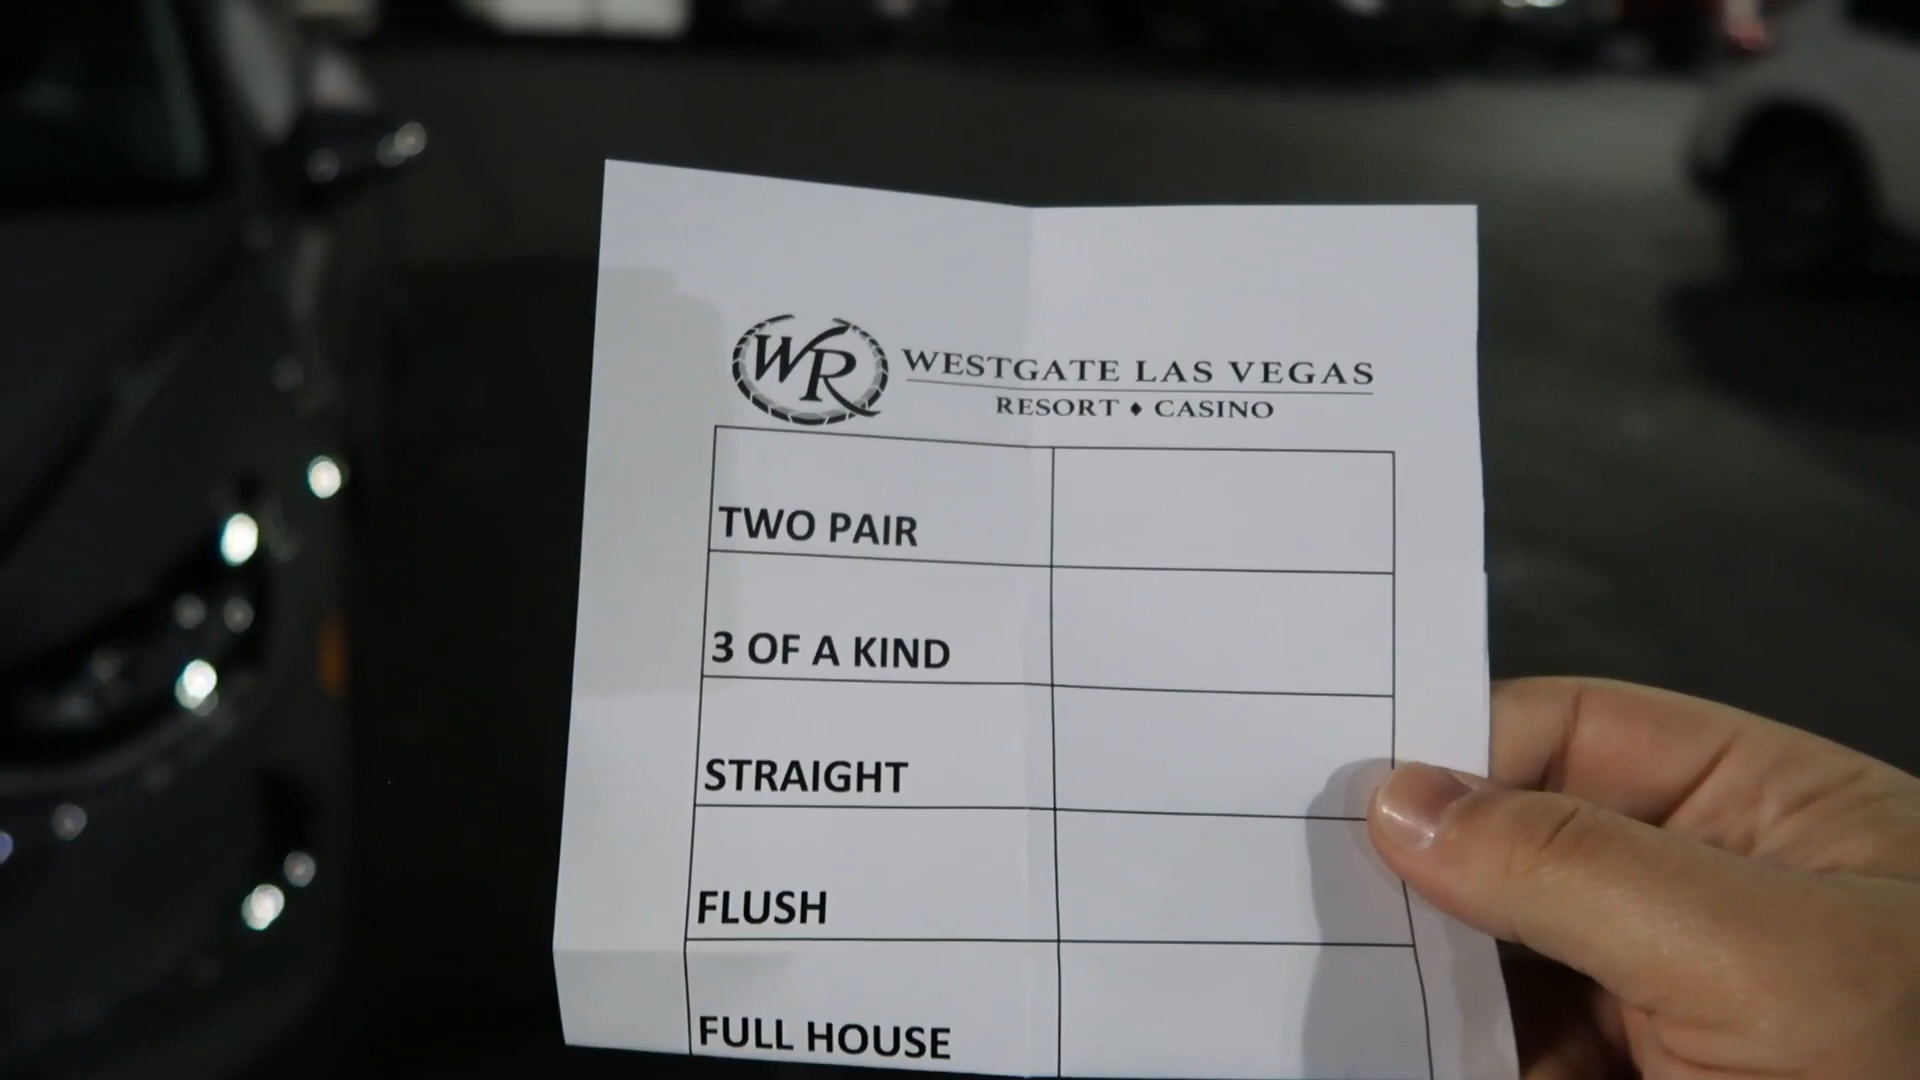 WR
WESTGATE LAS VEGAS
RESORT ♦ CASINO
TWO PAIR
3 OF A KIND
STRAIGHT
FLUSH
FULL HOUSE